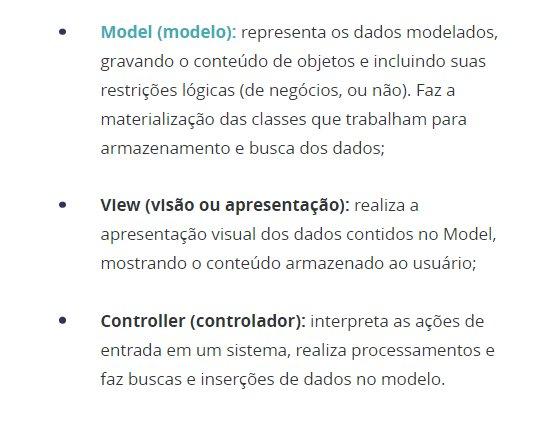 • Model (modelo): representa os dados modelados,
gravando o conteúdo de objetos e incluindo suas
restrições lógicas (de negócios, ou não). Faz a
materialização das classes que trabalham para
armazenamento e busca dos dados;
• View (visão ou apresentação): realiza a
apresentação visual dos dados contidos no Model,
mostrando o conteúdo armazenado ao usuário;
• Controller (controlador): interpreta as ações de
entrada em um sistema, realiza processamentos e
faz buscas e inserções de dados no modelo.